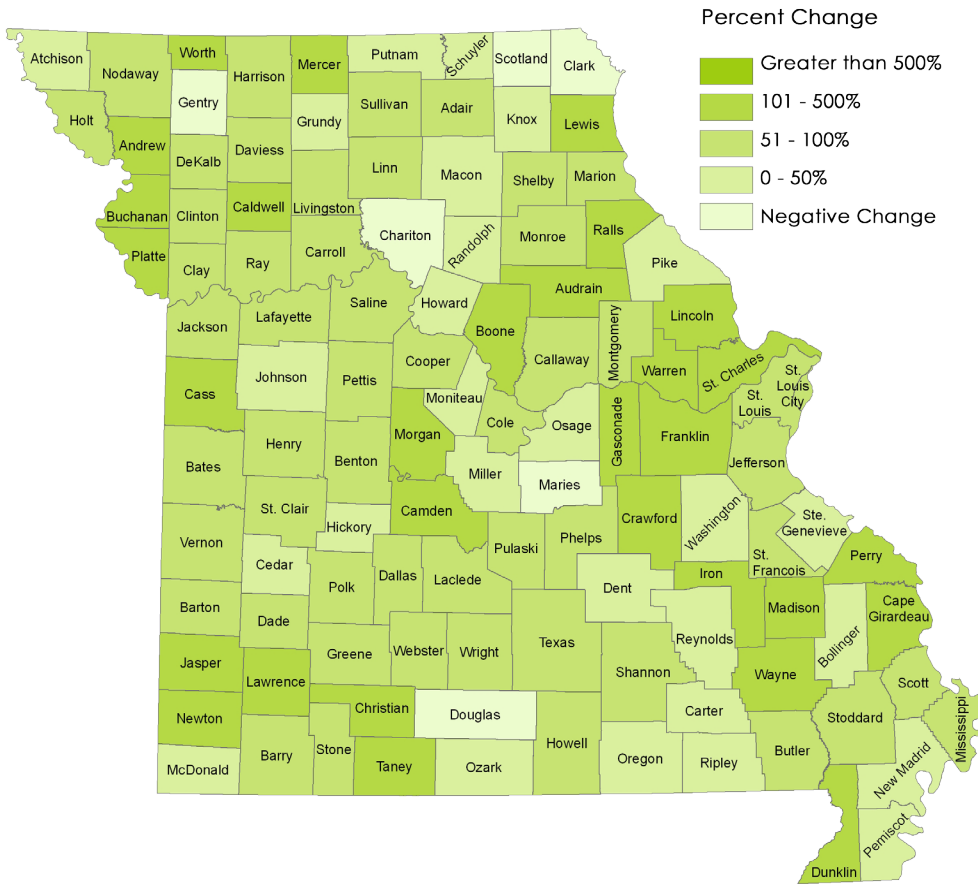 Percent Change
Greater than 500%
101 - 500%
51 - 100%
0 - 50%
Negative Change
Atchison
Nodaway
Worth
Harrison
Mercer
Putnam
Schuyler
Scotland
Clark
Holt
Gentry
Grundy
Sullivan
Adair
Knox
Lewis
Andrew
DeKalb
Daviess
Linn
Macon
Shelby
Marion
Buchanan
Clinton
Caldwell
Livingston
Chariton
Randolph
Monroe
Ralls
Platte
Clay
Ray
Carroll
Pike
Saline
Howard
Audrain
Jackson
Lafayette
Boone
Callaway
Montgomery
Lincoln
Cooper
Warren
St. Charles
St.
Louis
City
St.
Louis
Cass
Johnson
Pettis
Moniteau
Cole
Osage
Gasconade
Franklin
Morgan
Bates
Henry
Benton
Miller
Maries
Jefferson
St. Clair
Hickory
Camden
Crawford
Washington
Ste.
Genevieve
Vernon
Cedar
Pulaski
Phelps
St.
Francois
Perry
Polk
Dallas
Laclede
Dent
Iron
Barton
Dade
Madison
Cape
Girardeau
Greene
Webster
Wright
Texas
Reynolds
Bollinger
Jasper
Lawrence
Shannon
Wayne
Scott
Newton
Christian
Douglas
Carter
Stoddard
Mississippi
McDonald
Barry
Stone
Taney
Ozark
Howell
Oregon
Ripley
Butler
New Madrid
Dunklin
Pemiscot